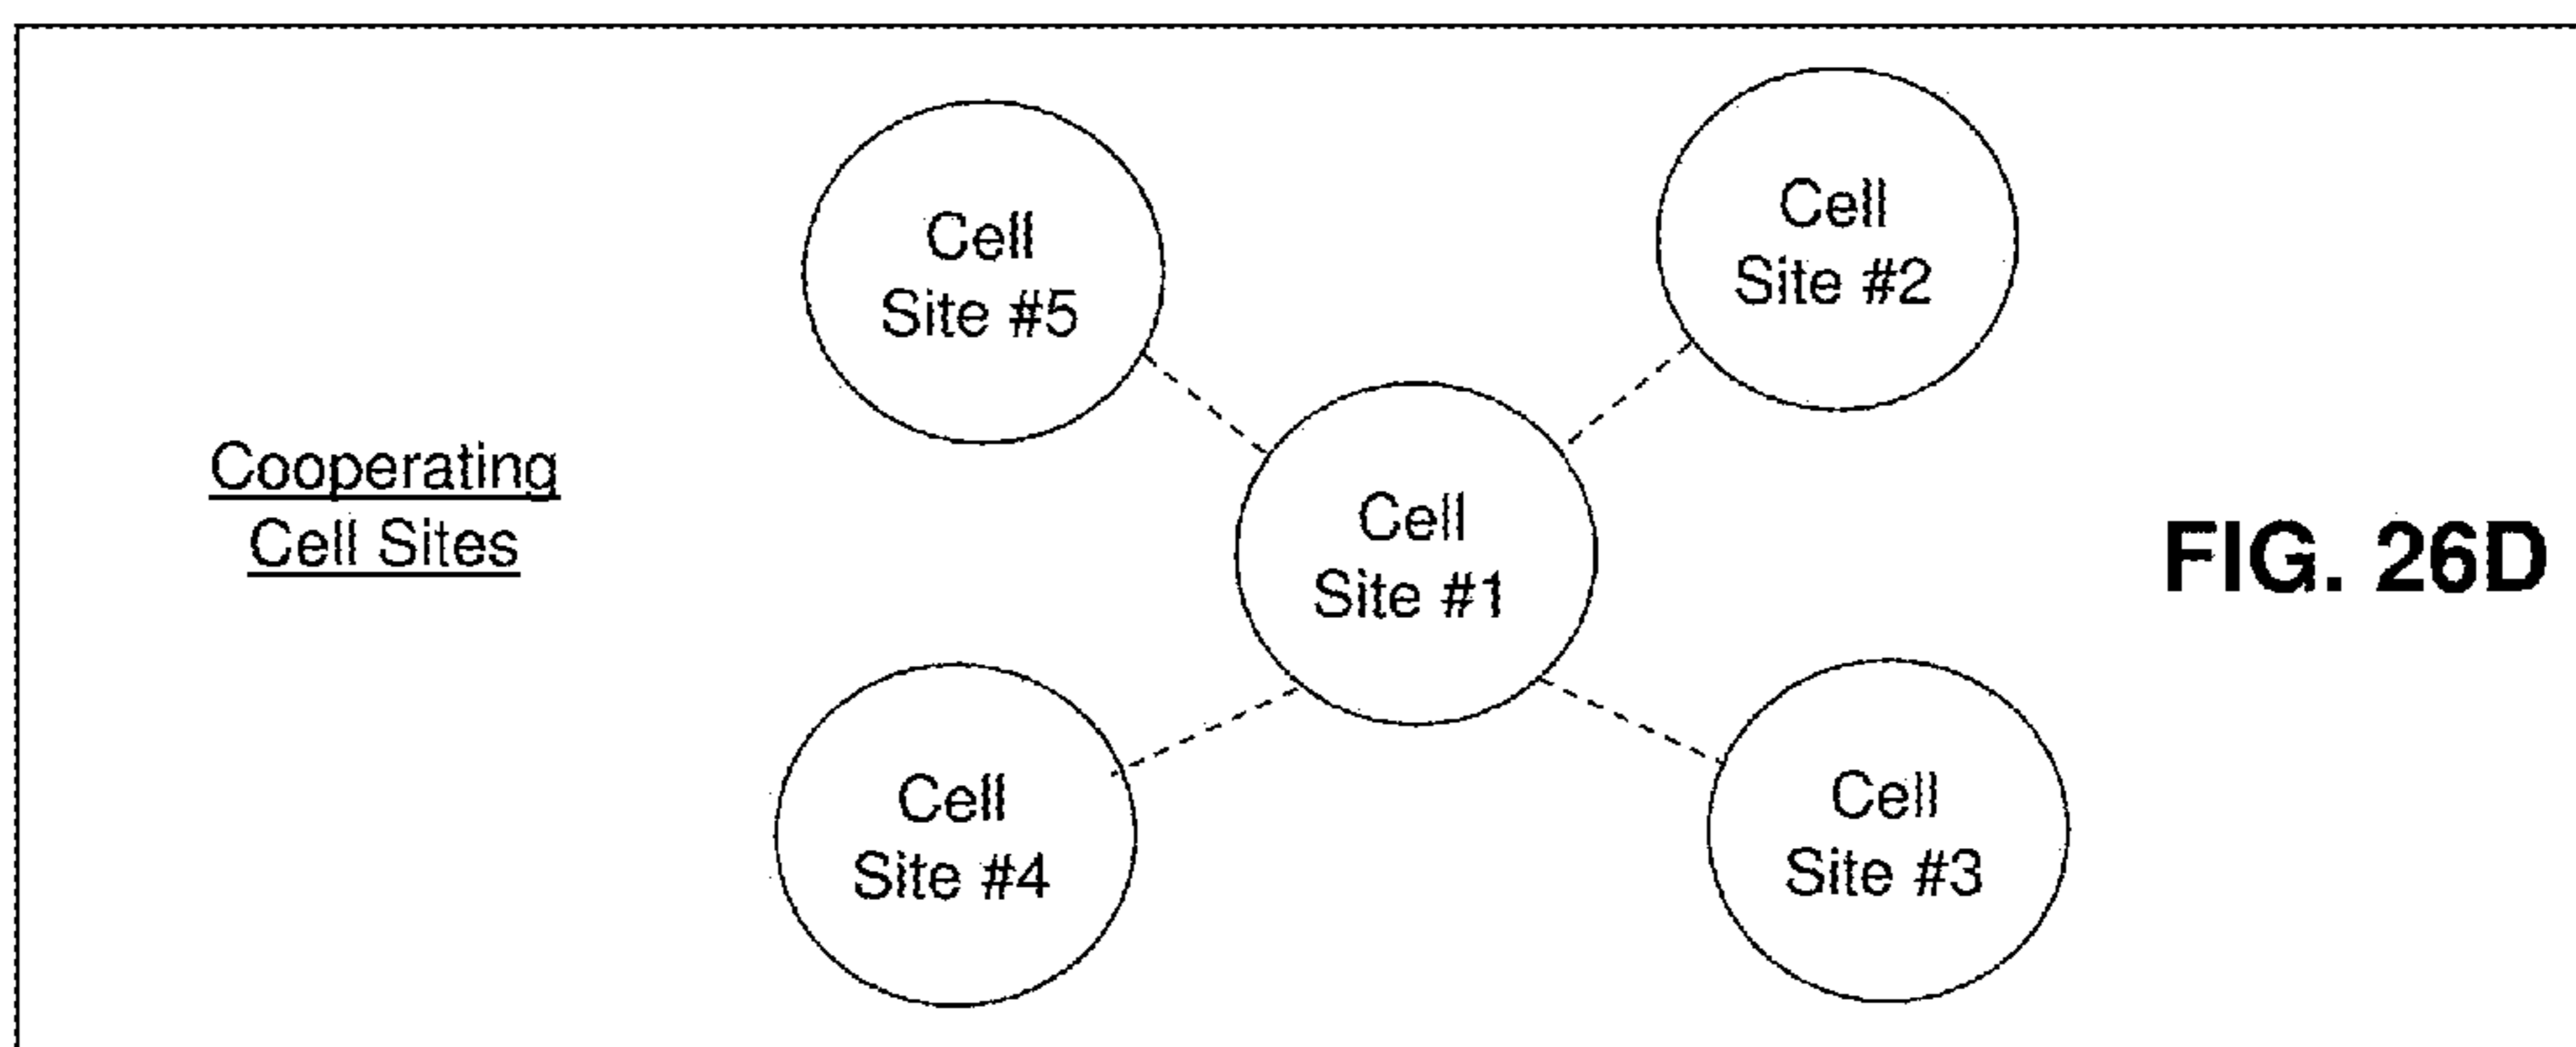 Cell
Site #5
Cell
Site #2
Cooperating
Cell Sites
Cell
Site #1
FIG. 26D
Cell
Site #4
Cell
Site #3